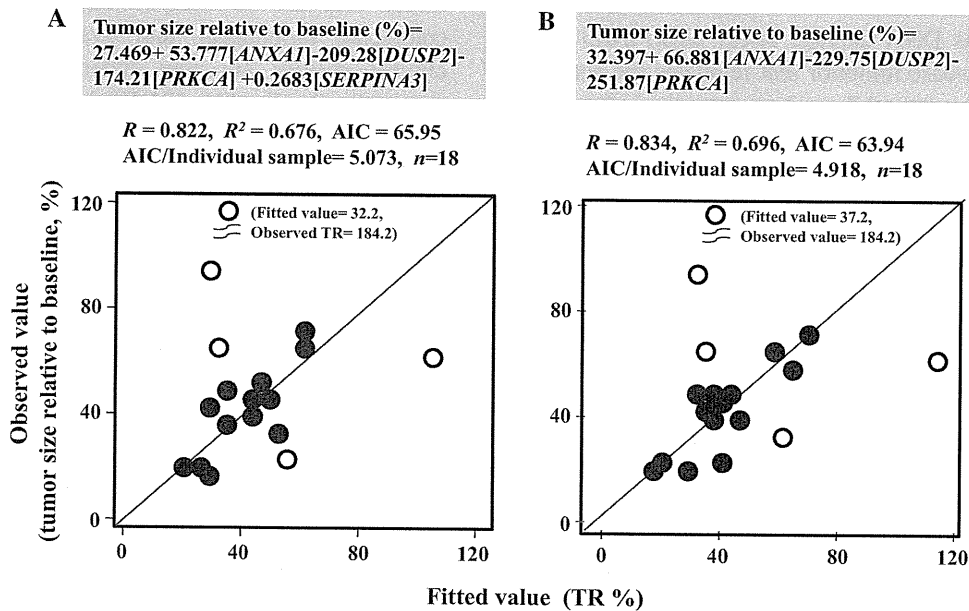 A
Tumor size relative to baseline (%)=
27.469+ 53.777[ANXA1]-209.28[DUSP2]-
174.21[PRKCA] +0.2683[SERPINA3]
R = 0.822, R² = 0.676, AIC = 65.95
AIC/Individual sample= 5.073, n=18
(Fitted value= 32.2,
Observed TR= 184.2)
120
80
40
0
0
40
80
120
B
Tumor size relative to baseline (%)=
32.397+ 66.881[ANXA1]-229.75[DUSP2]-
251.87[PRKCA]
R = 0.834, R² = 0.696, AIC = 63.94
AIC/Individual sample= 4.918, n=18
(Fitted value= 37.2,
Observed value= 184.2)
120
80
40
0
0
40
80
120
Observed value
(tumor size relative to baseline, %)
Fitted value (TR %)